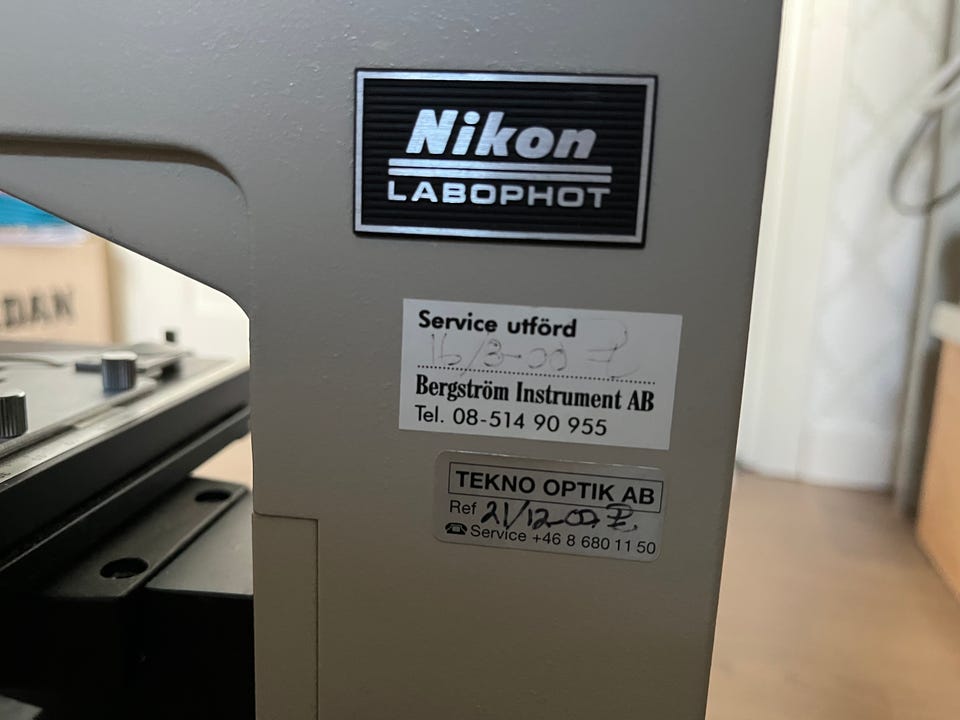 Nikon
LABOPHOT
Service utförd
16/3-00
Bergström Instrument AB
Tel. 08-514 90 955
TEKNO OPTIK AB
Ref 21/12-00
☎ Service +46 8 680 11 50
DAN